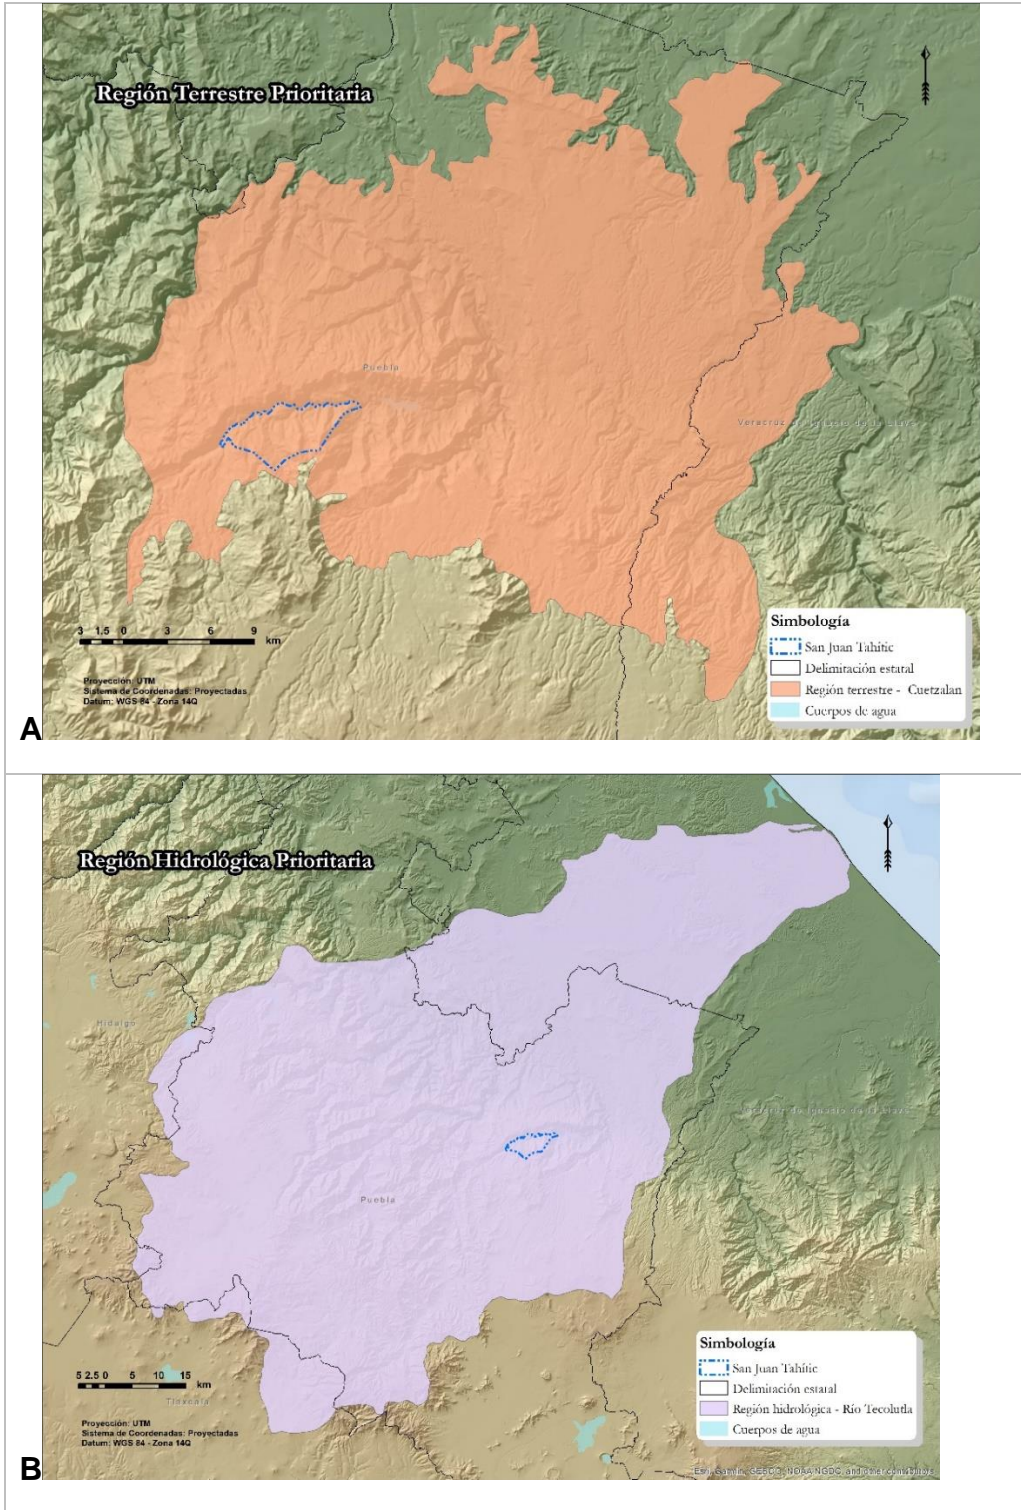 Región Terrestre Prioritaria
Puebla
Veracruz de Ignacio de la Llave
3 1.5 0 3 6 9
km
Proyección: UTM
Sistema de Coordenadas: Proyectadas
Datum: WGS 84 - Zona 14Q
Simbología
San Juan Tahític
Delimitación estatal
Región terrestre - Cuetzalan
Cuerpos de agua
A
Región Hidrológica Prioritaria
Hidalgo
Veracruz de Ignacio de la Llave
Puebla
5 2.5 0 5 10 15
km
Tlaxcala
Proyección: UTM
Sistema de Coordenadas: Proyectadas
Datum: WGS 84 - Zona 14Q
Simbología
San Juan Tahític
Delimitación estatal
Región hidrológica - Río Tecolutla
Cuerpos de agua
Esri, Garmin, GEBCO, NOAA NGDC, and other contributors
B